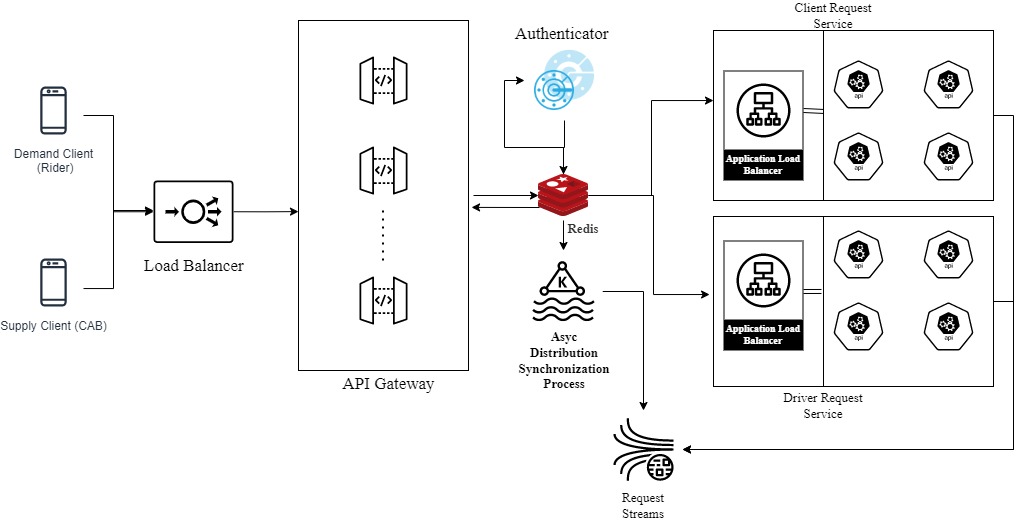 Client Request
Service
Authenticator
</>
api
api
Demand Client
(Rider)
Application Load
Balancer
</>
api
api
Redis
Load Balancer
api
api
K
</>
Supply Client (CAB)
Application Load
Balancer
api
api
Asyc
Distribution
Synchronization
Process
API Gateway
Driver Request
Service
Request
Streams